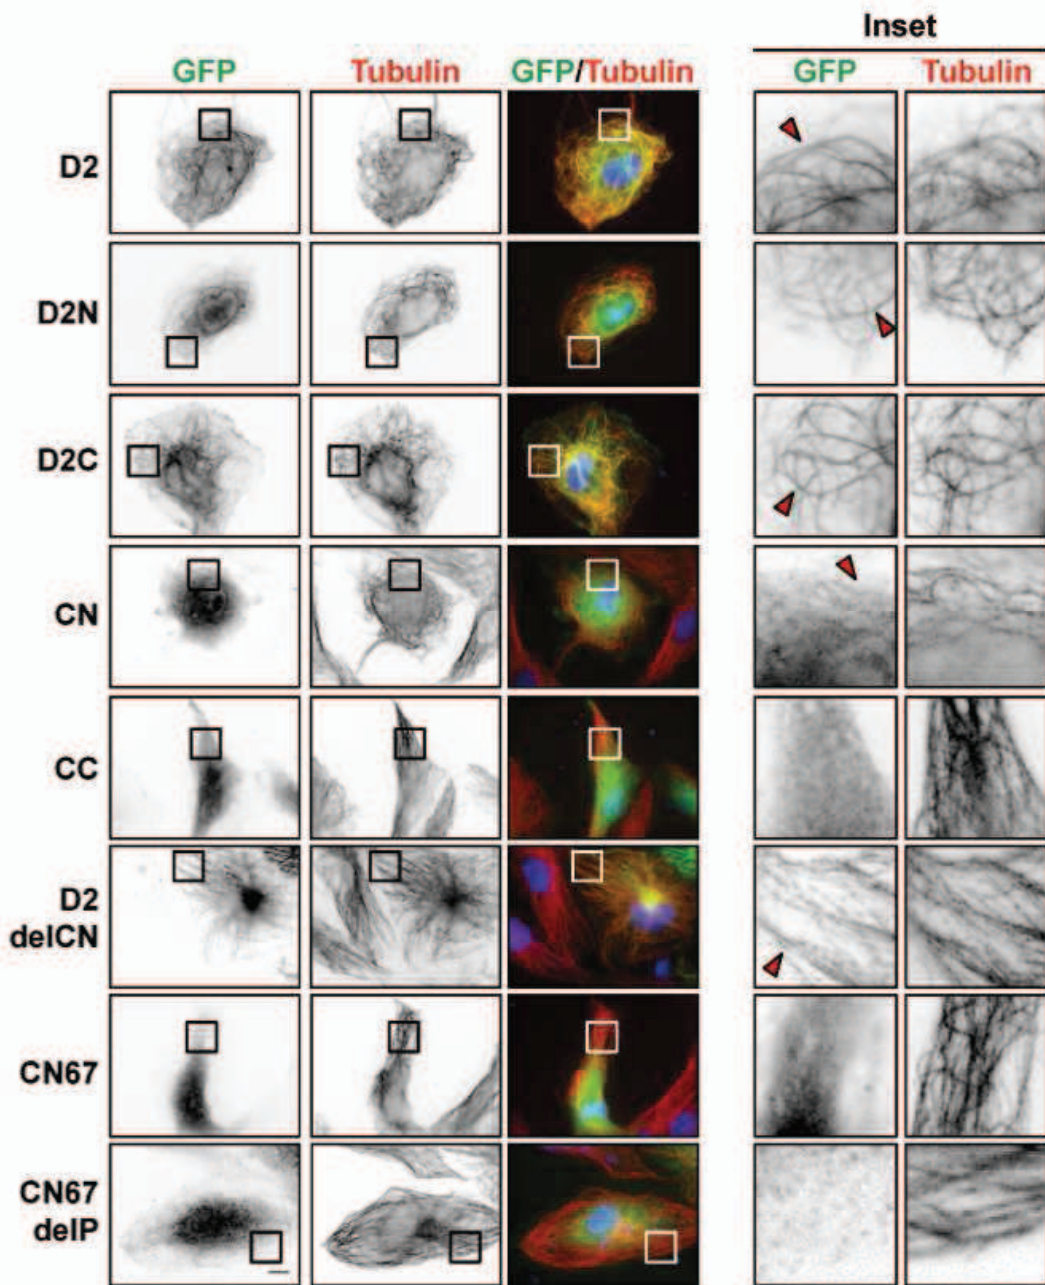 Inset
GFP Tubulin GFP/Tubulin GFP Tubulin
D2
D2N
D2C
CN
CC
D2
delCN
CN67
CN67
delP